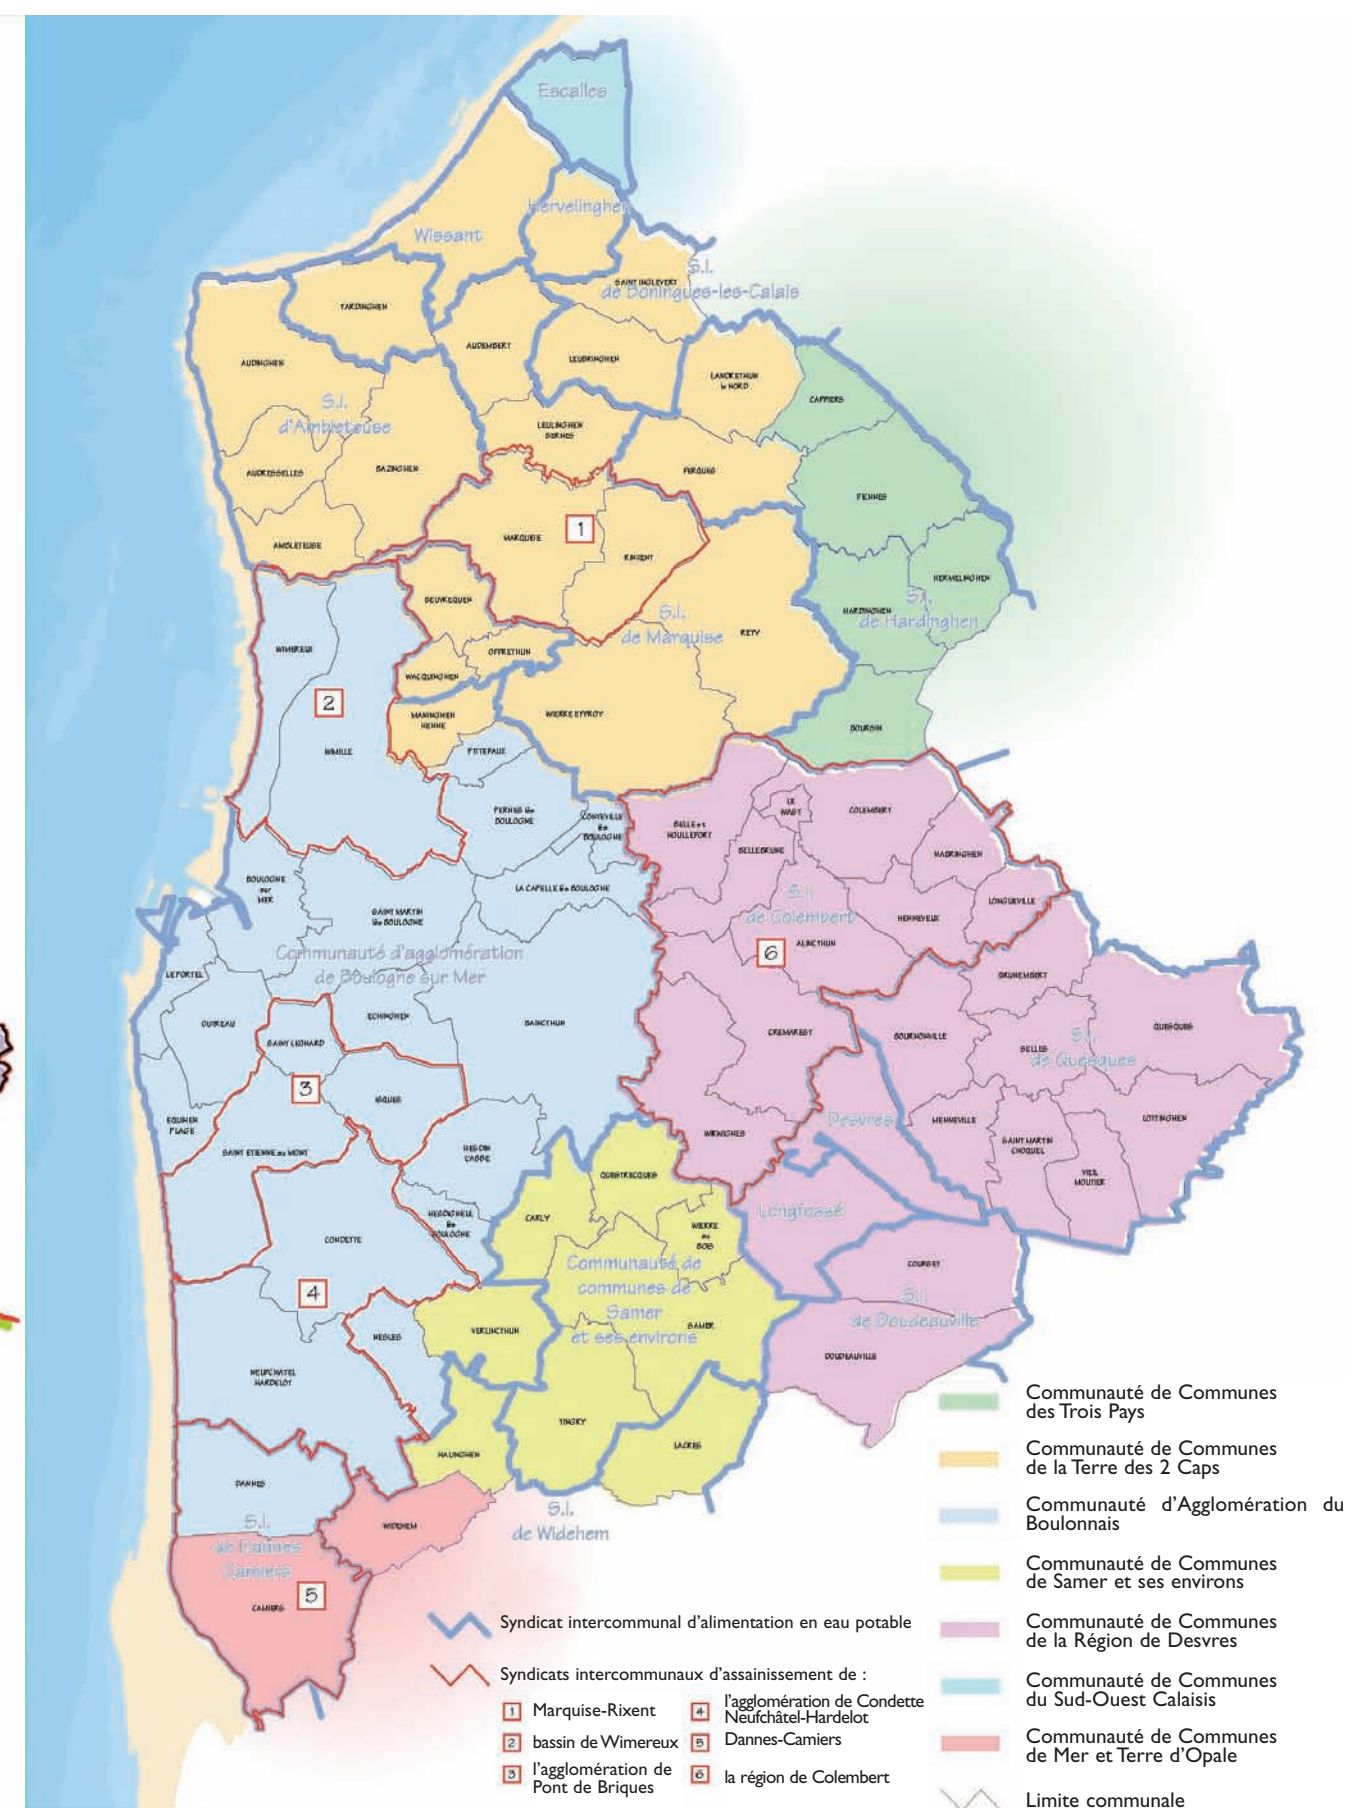 Escalles
Hervelinghen
Wissant
SAINT INGLEVERT
S.I.
de Boningues-les-Calais
TARDINGHEN
AUDEMBERT
LEUBRINGHEN
AUDINGHEN
LANDRETHUN
le NORD
CAFFIERS
S.I.
d'Ambleteuse
LEULINGHEN
BERNES
AUDRESSELLES
BAZINGHEN
FERQUES
FIENNES
MARQUISE
1
RINXENT
AMBLETEUSE
HERMELINGHEN
BEUVREQUEN
HARDINGHEN
S.I.
de Hardinghen
S.I.
de Marquise
RETY
WIMEREUX
OFFRETHUN
WACQUINGHEN
2
MANINGHEN
HENNE
WIERRE EFFROY
BOURSIN
WIMILLE
PITTEFAUX
PERNES lès
BOULOGNE
CONTEVILLE
lès
BOULOGNE
BELLE et
HOULLEFORT
LE
WAST
COLEMBERT
BELLEBRUNE
NABRINGHEN
BOULOGNE
sur
MER
LA CAPELLE lès BOULOGNE
S.I.
de Colembert
LONGUEVILLE
SAINT MARTIN
lès BOULOGNE
HENNEVEUX
6
ALINCTHUN
Communauté d'agglomération
de Boulogne sur Mer
LE PORTEL
BRUNEMBERT
OUTREAU
ECHINGHEN
BAINCTHUN
CREMAREST
BOURNONVILLE
QUESQUES
SAINT LEONARD
SELLES
S.I.
de Quesques
3
ISQUES
EQUIHEN
PLAGE
Desvres
MENNEVILLE
LOTTINGHEN
SAINT ETIENNE au MONT
HESDIN
L'ABBE
WIRWIGNES
SAINT MARTIN
CHOQUEL
VIEIL
MOUTIER
QUESTRECQUES
Longfossé
CARLY
HESDIGNEUL
lès
BOULOGNE
WIERRE
au
BOIS
CONDETTE
Communauté de
communes de
Samer
et ses environs
COURSET
4
S.I.
de Doudeauville
NESLES
VERLINCTHUN
SAMER
DOUDEAUVILLE
NEUFCHATEL
HARDELOT
TINGRY
HALINGHEN
LACRES
DANNES
S.I.
de Widehem
WIDEHEM
S.I.
de Dannes
Camiers
5
CAMIERS
Communauté de Communes
des Trois Pays
Communauté de Communes
de la Terre des 2 Caps
Communauté d'Agglomération du
Boulonnais
Communauté de Communes
de Samer et ses environs
Communauté de Communes
de la Région de Desvres
Communauté de Communes
du Sud-Ouest Calaisis
Communauté de Communes
de Mer et Terre d'Opale
Limite communale
Syndicat intercommunal d'alimentation en eau potable
Syndicats intercommunaux d'assainissement de :
1 Marquise-Rixent
2 bassin de Wimereux
3 l'agglomération de
Pont de Briques
4 l'agglomération de Condette
Neufchâtel-Hardelot
5 Dannes-Camiers
6 la région de Colembert